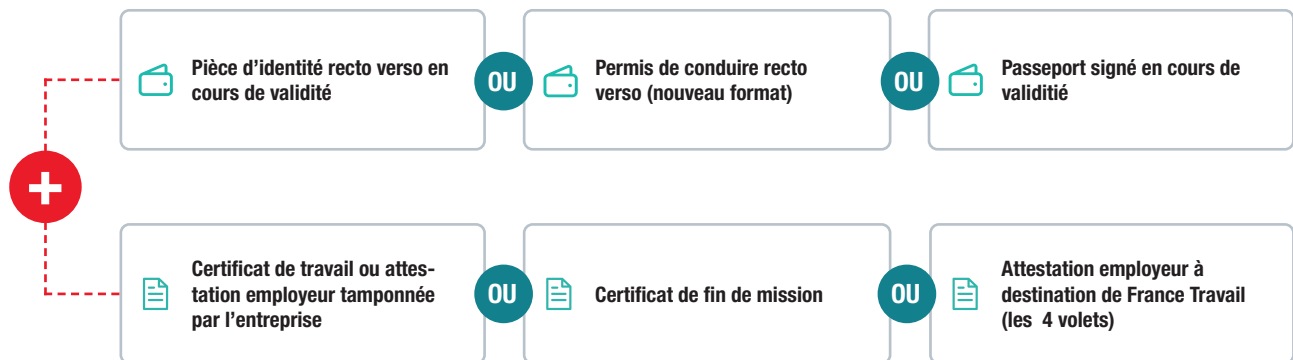 Pièce d'identité recto verso en
cours de validité
OU
Permis de conduire recto
verso (nouveau format)
OU
Passeport signé en cours de
validitié
+
Certificat de travail ou attes-
tation employeur tamponnée
par l'entreprise
OU
Certificat de fin de mission
OU
Attestation employeur à
destination de France Travail
(les 4 volets)